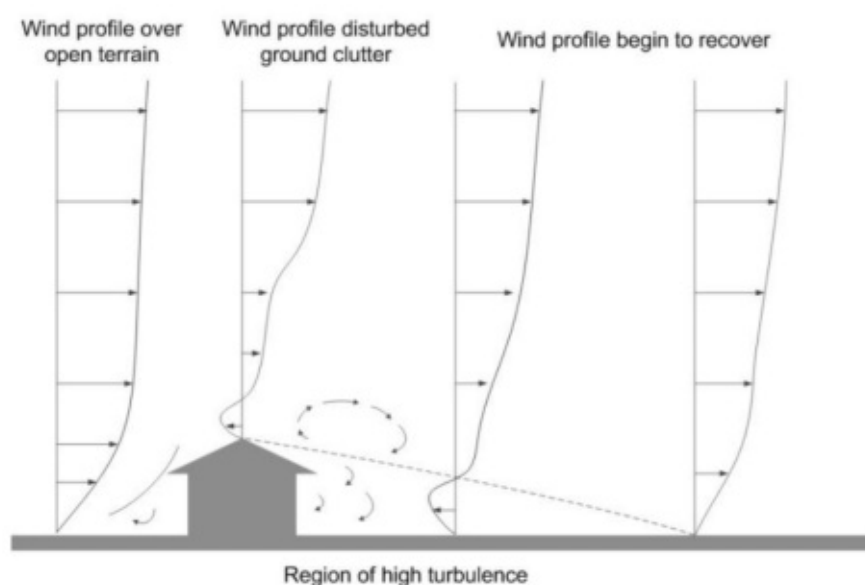 Wind profile over
open terrain
Wind profile disturbed
ground clutter
Wind profile begin to recover
Region of high turbulence